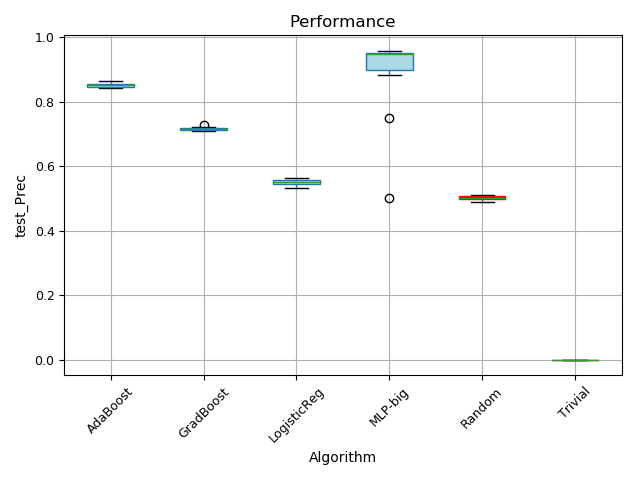 Performance
1.0
0.8
0.6
0.4
0.2
0.0
test_Prec
AdaBoost
GradBoost
LogisticReg
MLP-big
Random
Trivial
Algorithm